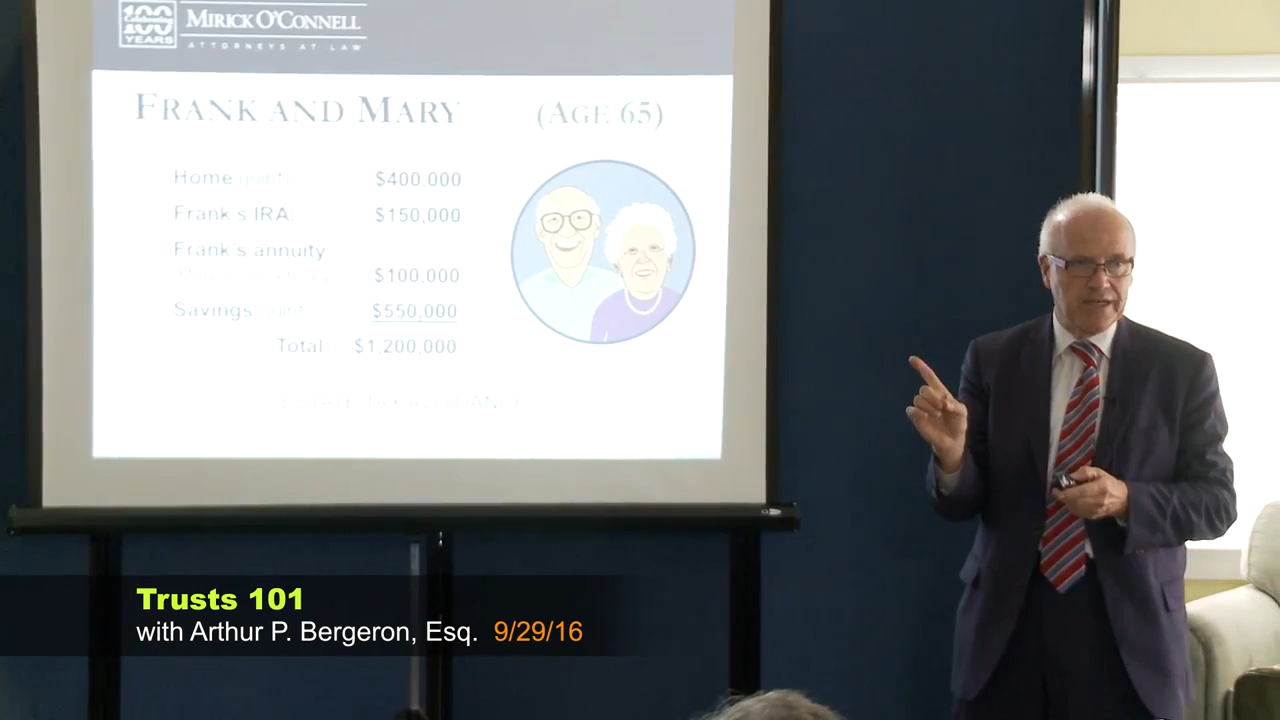 Celebrating
100
YEARS
MIRICK O'CONNELL
ATTORNEYS AT LAW
FRANK AND MARY (AGE 65)
Home $400,000
Frank's IRA $150,000
Frank's annuity
$100,000
Savings $550,000
Total $1,200,000
Trusts 101
with Arthur P. Bergeron, Esq. 9/29/16